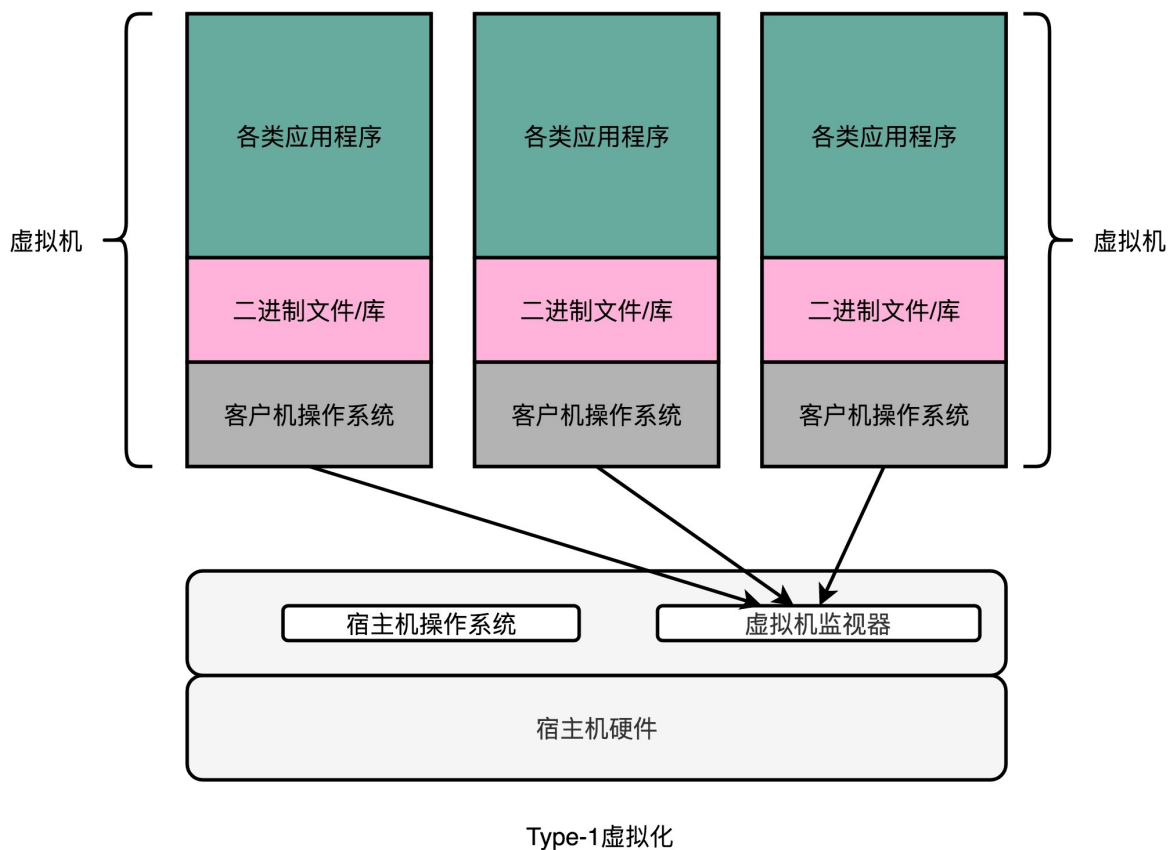 各类应用程序
各类应用程序
各类应用程序
虚拟机
虚拟机
二进制文件/库
二进制文件/库
二进制文件/库
客户机操作系统
客户机操作系统
客户机操作系统
宿主机操作系统
虚拟机监视器
宿主机硬件
Type-1虚拟化